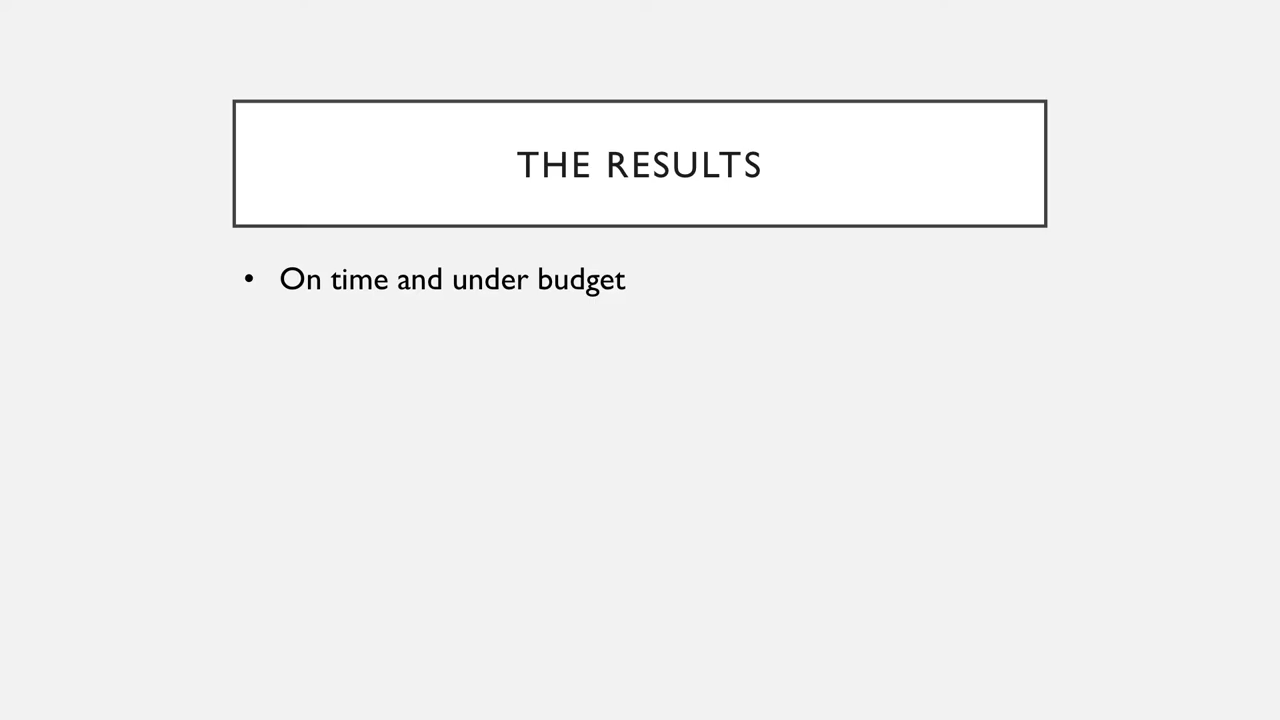 THE RESULTS
• On time and under budget